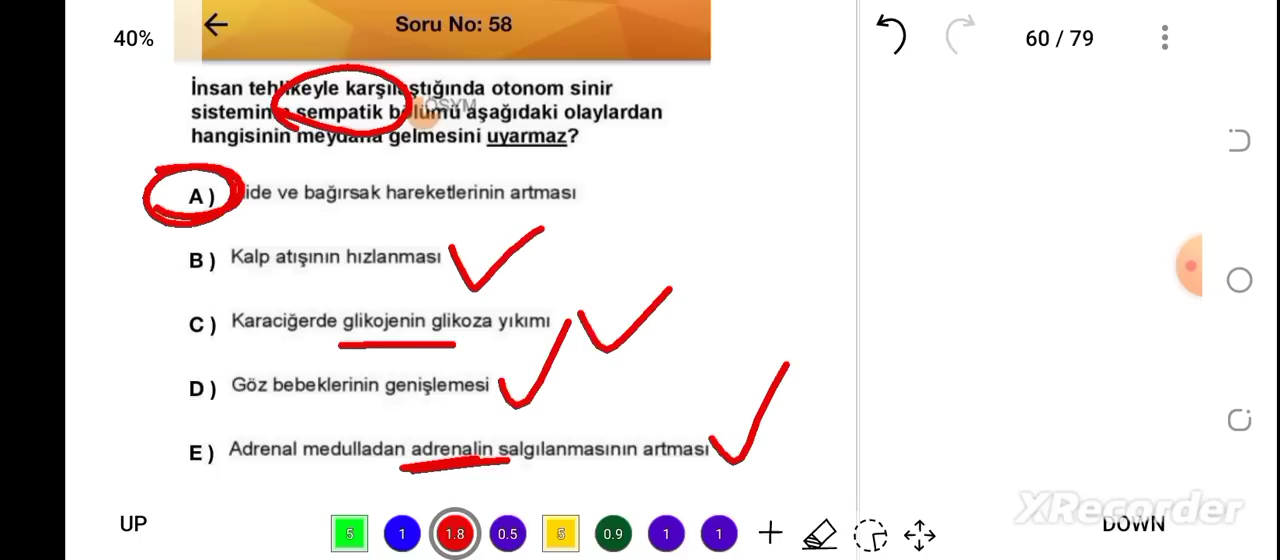 40%
Soru No: 58
60 / 79
İnsan tehlikeyle karşılaştığında otonom sinir
ÖSYM
sisteminin sempatik bölümü aşağıdaki olaylardan
hangisinin meydana gelmesini uyarmaz?
A) ide ve bağırsak hareketlerinin artması
B) Kalp atışının hızlanması
C) Karaciğerde glikojenin glikoza yıkımı
D) Göz bebeklerinin genişlemesi
E) Adrenal medulladan adrenalin salgılanmasının artması
XRecorder
UP
5 1 1.8 0.5 5 0.9 1 1
DOWN